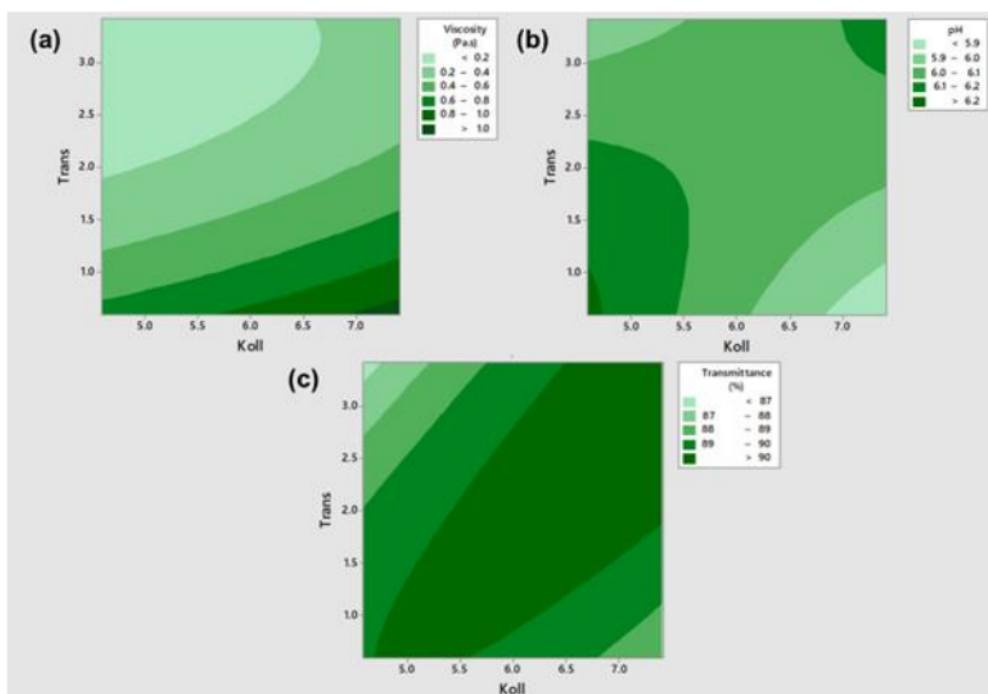 (a)
Viscosity
(Pa.s)
< 0.2
0.2 – 0.4
0.4 – 0.6
0.6 – 0.8
0.8 – 1.0
> 1.0
3.0
2.5
2.0
1.5
1.0
Trans
5.0 5.5 6.0 6.5 7.0
Koll
(b)
pH
< 5.9
5.9 – 6.0
6.0 – 6.1
6.1 – 6.2
> 6.2
3.0
2.5
2.0
1.5
1.0
Trans
5.0 5.5 6.0 6.5 7.0
Koll
(c)
Transmittance
(%)
< 87
87 – 88
88 – 89
89 – 90
> 90
3.0
2.5
2.0
1.5
1.0
Trans
5.0 5.5 6.0 6.5 7.0
Koll